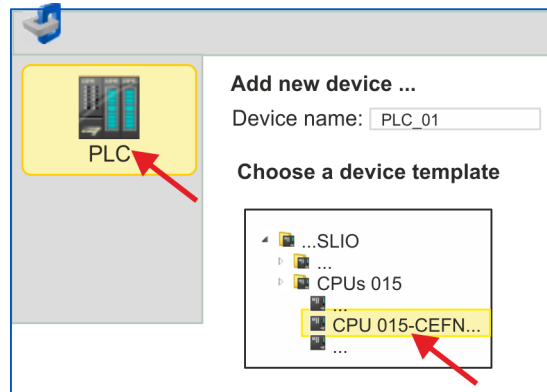 PLC
Add new device ...
Device name: PLC_01
Choose a device template
...SLIO
...
CPUs 015
...
CPU 015-CEFN...
...